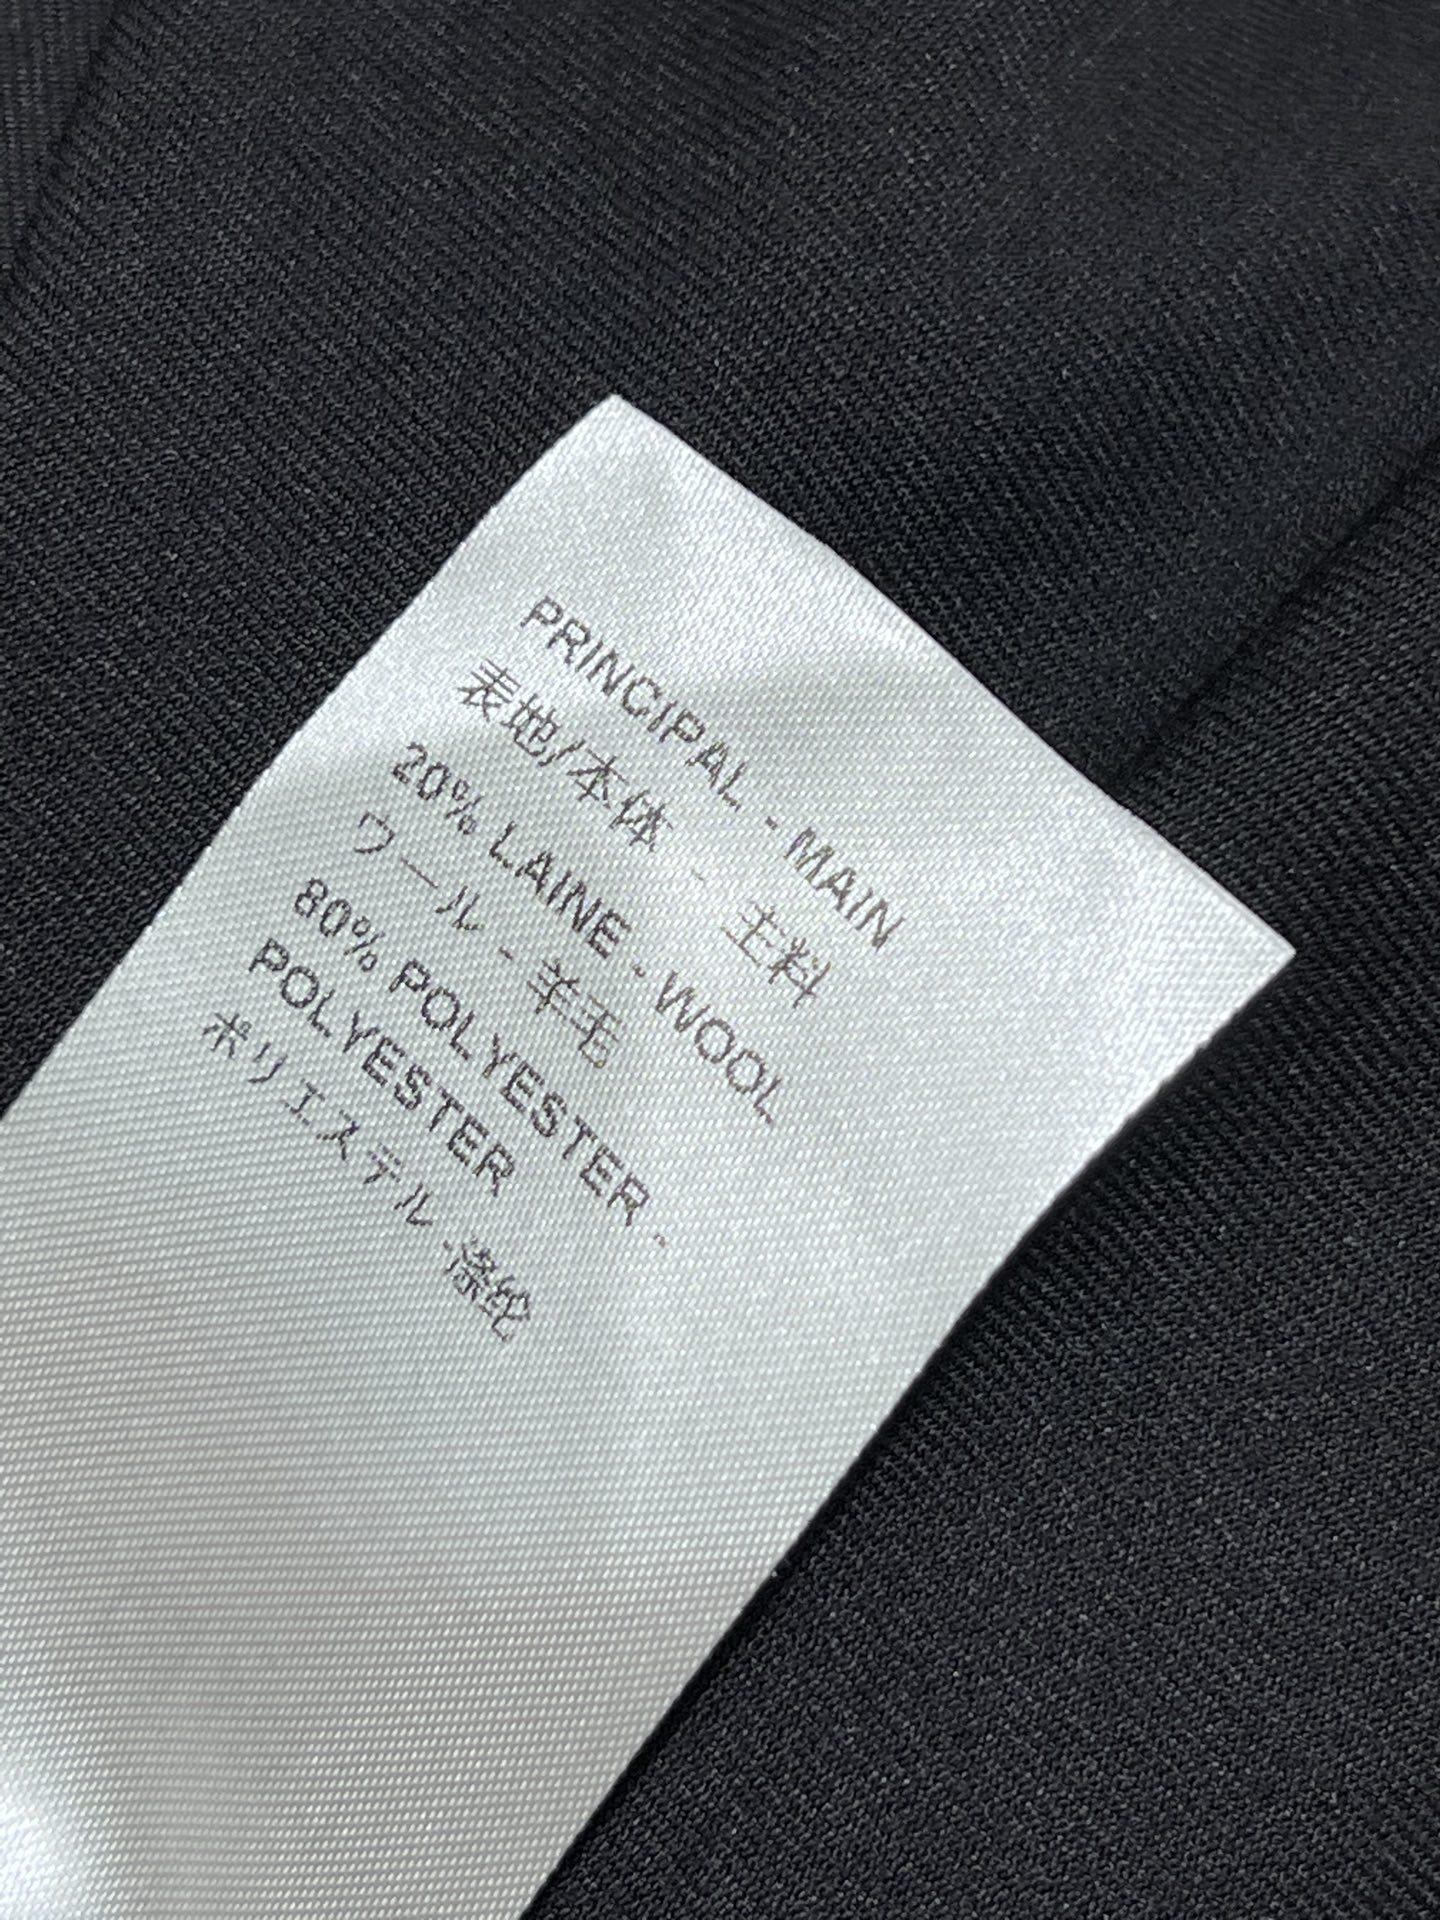 PRINCIPAL - MAIN
表地/本体 - 主料
20% LAINE - WOOL
ウール - 羊毛
80% POLYESTER -
POLYESTER
ポリエステル -涤纶